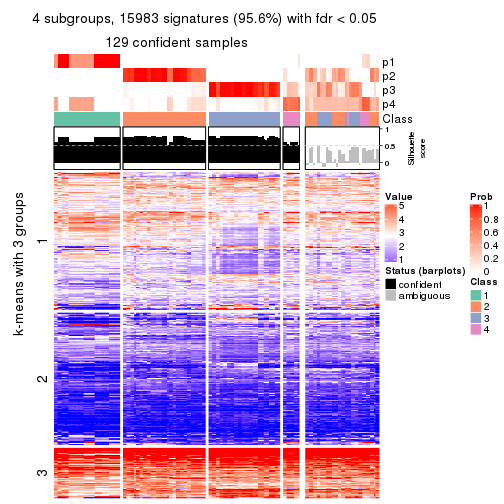 4 subgroups, 15983 signatures (95.6%) with fdr < 0.05
129 confident samples
p1
p2
p3
p4
Class
1
0.5
0
Silhouette
score
k-means with 3 groups
1
2
3
Value
5
4
3
2
1
Status (barplots)
confident
ambiguous
Prob
1
0.8
0.6
0.4
0.2
0
Class
1
2
3
4